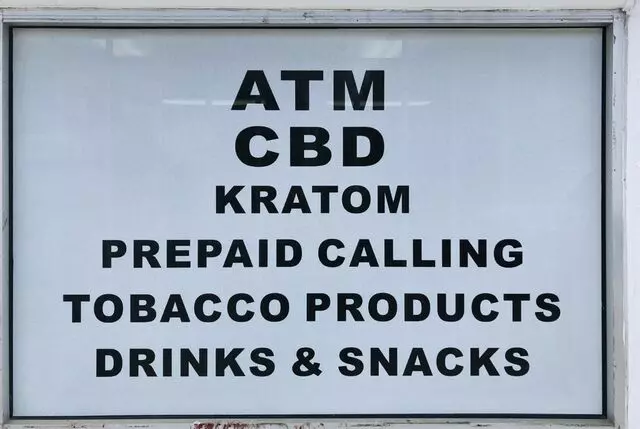 ATM
CBD
KRATOM
PREPAID CALLING
TOBACCO PRODUCTS
DRINKS & SNACKS